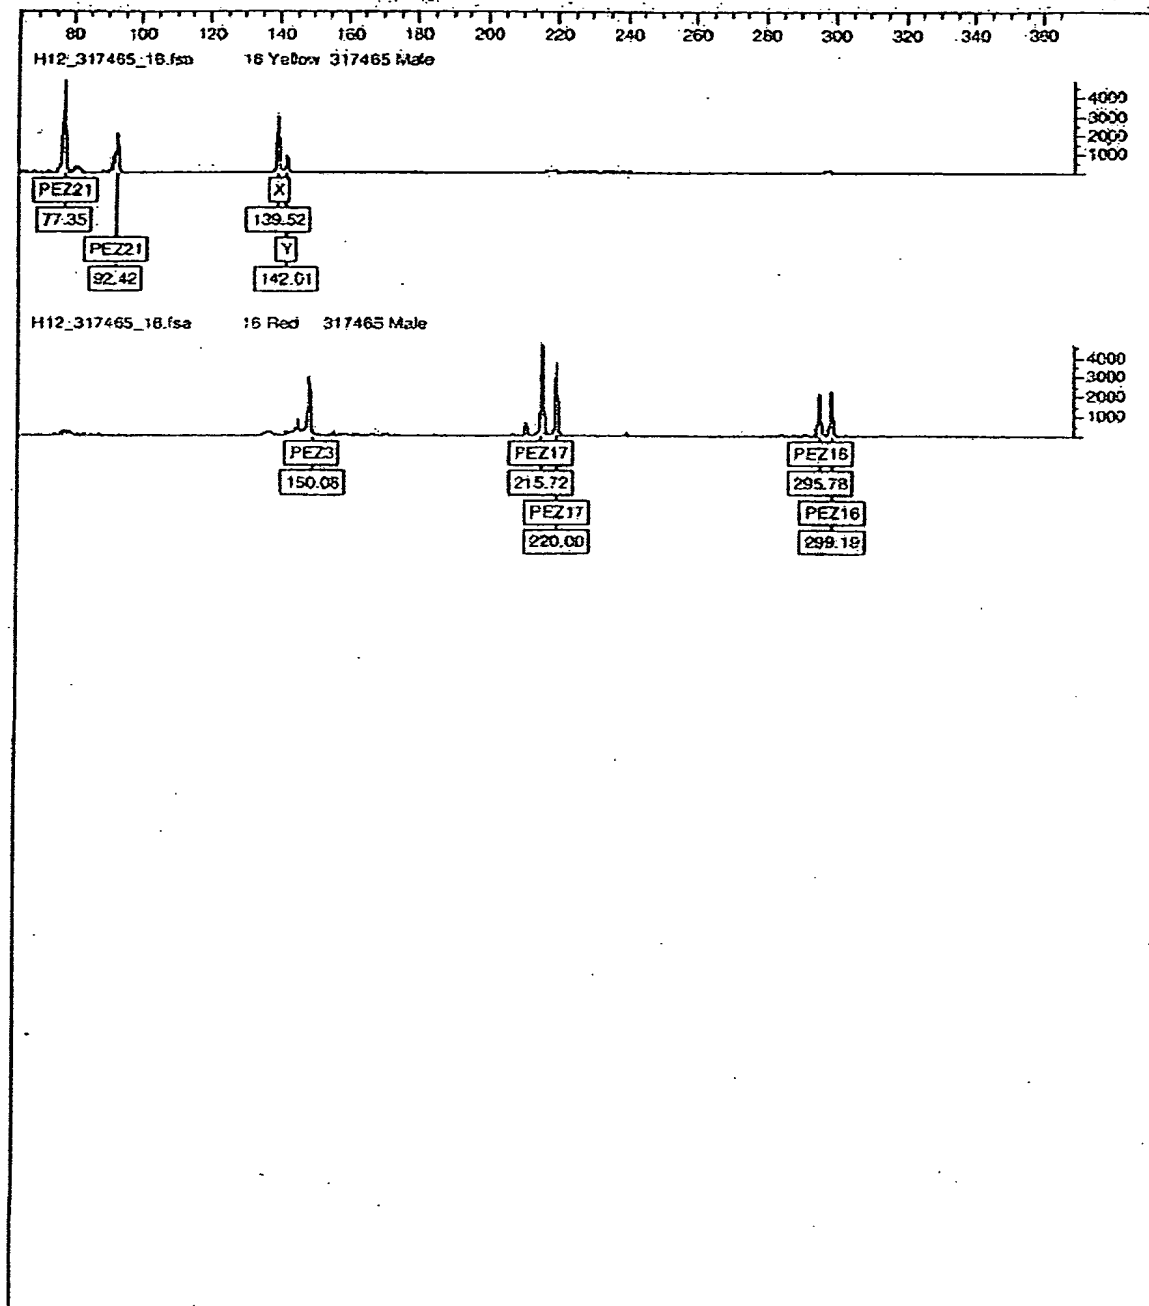 80 100 120 140 160 180 200 220 240 260 280 300 320 340 360
H12_317465_16.fsa 16 Yellow 317465 Male
4000
3000
2000
1000
PEZ21 X
77.35 139.52
PEZ21 Y
92.42 142.01
H12_317465_16.fsa 16 Red 317465 Male
4000
3000
2000
1000
PEZ3 PEZ17 PEZ16
150.08 215.72 295.78
PEZ17 PEZ16
220.00 299.19